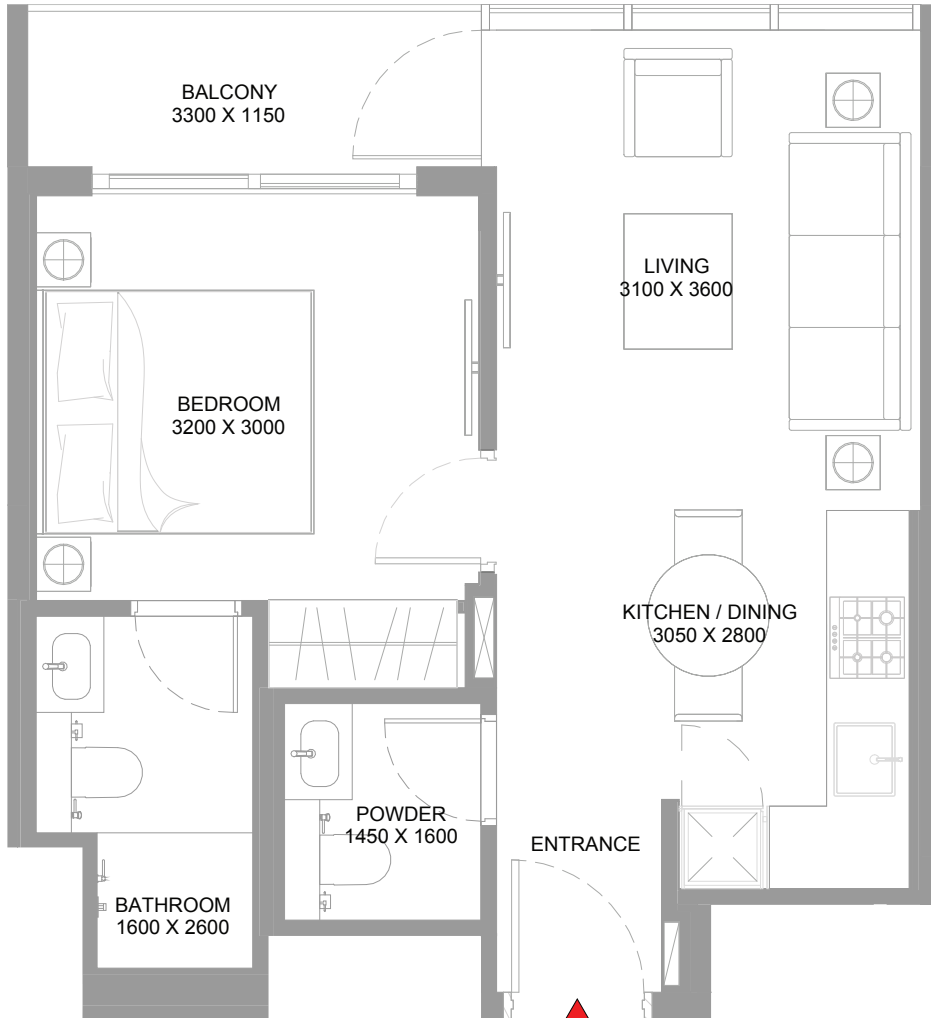 BALCONY
3300 X 1150
LIVING
3100 X 3600
BEDROOM
3200 X 3000
KITCHEN / DINING
3050 X 2800
POWDER
1450 X 1600
ENTRANCE
BATHROOM
1600 X 2600